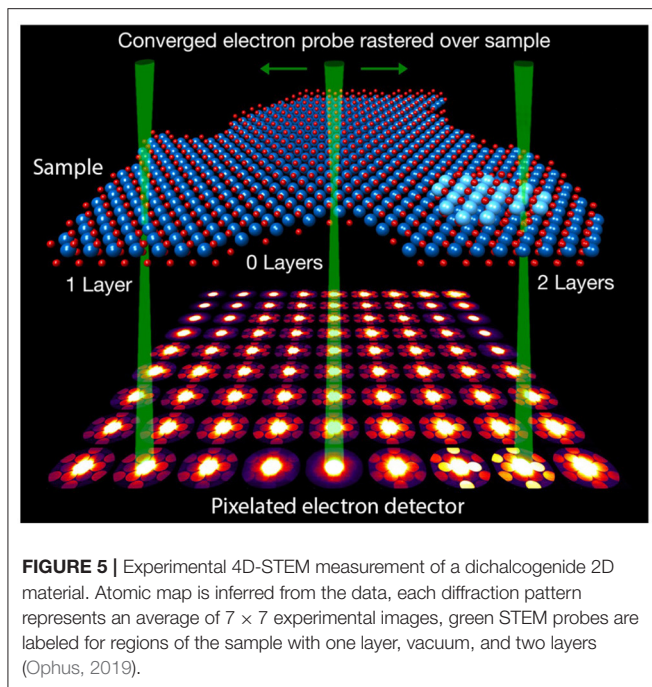 Converged electron probe rastered over sample
Sample
1 Layer
0 Layers
2 Layers
Pixelated electron detector
FIGURE 5 | Experimental 4D-STEM measurement of a dichalcogenide 2D
material. Atomic map is inferred from the data, each diffraction pattern
represents an average of 7 × 7 experimental images, green STEM probes are
labeled for regions of the sample with one layer, vacuum, and two layers
(Ophus, 2019).